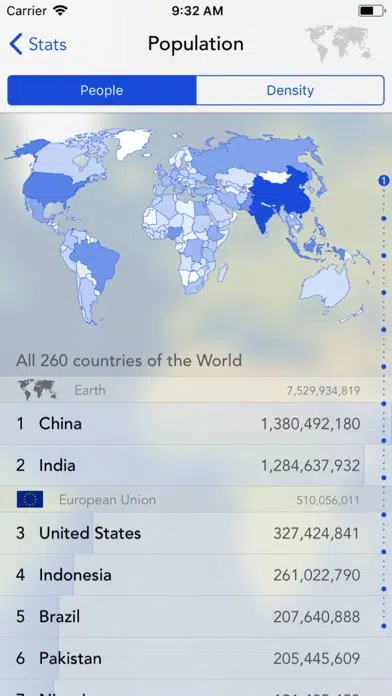 Carrier 9:32 AM
Stats Population
People Density
1
All 260 countries of the World
Earth 7,529,934,819
1 China 1,380,492,180
2 India 1,284,637,932
European Union 510,056,011
3 United States 327,424,841
4 Indonesia 261,022,790
5 Brazil 207,640,888
6 Pakistan 205,445,609
7